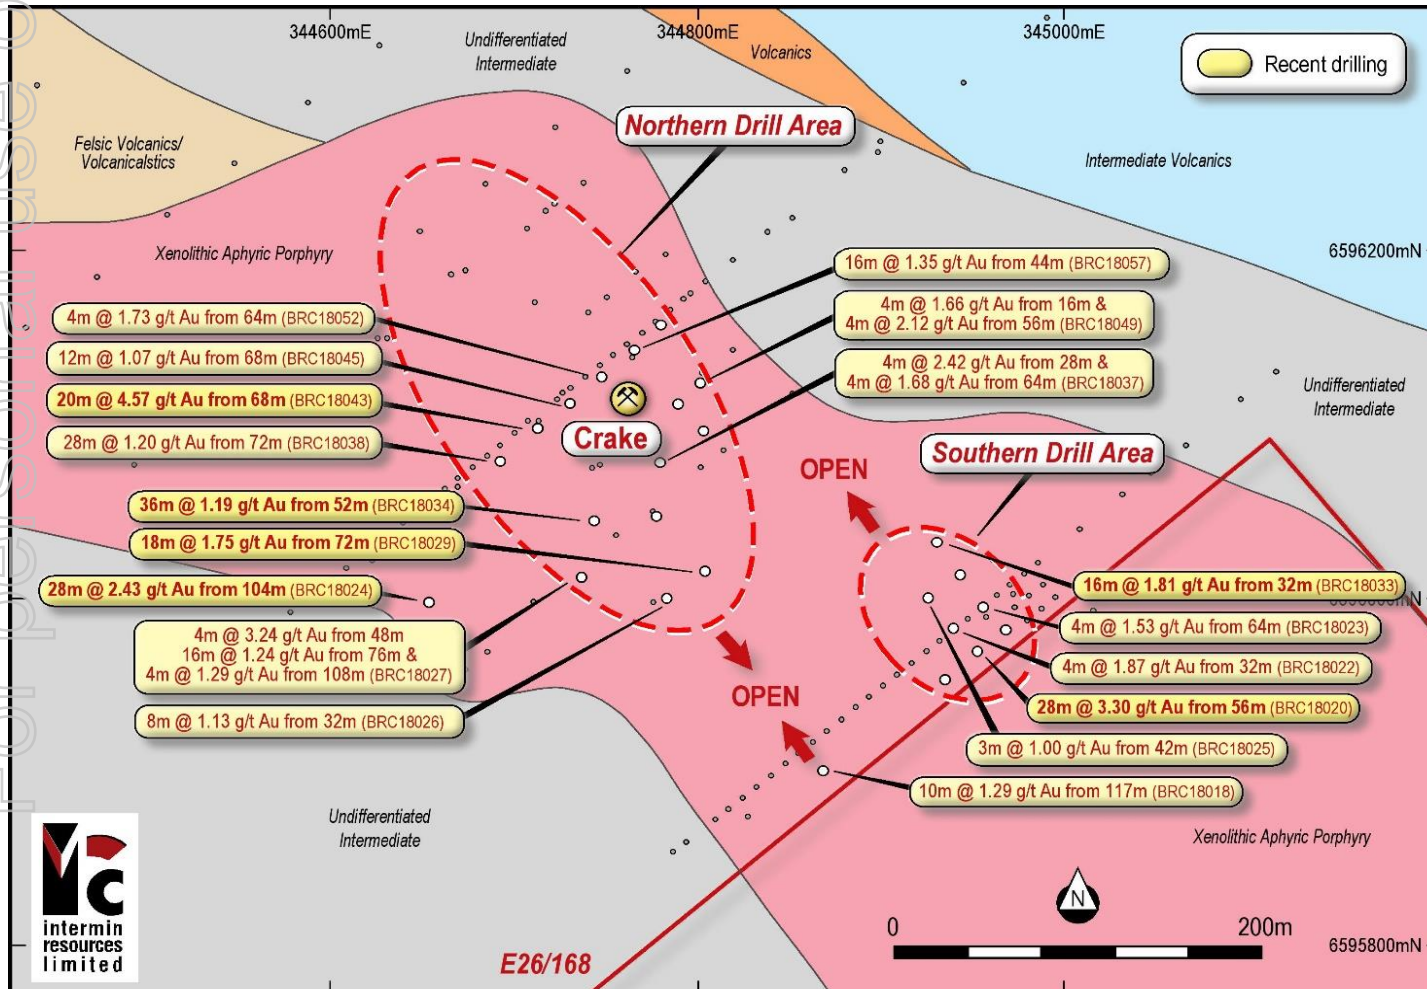 344600mE
344800mE
345000mE
Undifferentiated
Intermediate
Volcanics
Recent drilling
Northern Drill Area
Felsic Volcanics/
Volcanicalstics
Intermediate Volcanics
Xenolithic Aphyric Porphyry
6596200mN
16m @ 1.35 g/t Au from 44m (BRC18057)
4m @ 1.66 g/t Au from 16m &
4m @ 2.12 g/t Au from 56m (BRC18049)
4m @ 2.42 g/t Au from 28m &
4m @ 1.68 g/t Au from 64m (BRC18037)
4m @ 1.73 g/t Au from 64m (BRC18052)
12m @ 1.07 g/t Au from 68m (BRC18045)
20m @ 4.57 g/t Au from 68m (BRC18043)
28m @ 1.20 g/t Au from 72m (BRC18038)
Crake
Undifferentiated
Intermediate
Southern Drill Area
OPEN
36m @ 1.19 g/t Au from 52m (BRC18034)
18m @ 1.75 g/t Au from 72m (BRC18029)
28m @ 2.43 g/t Au from 104m (BRC18024)
4m @ 3.24 g/t Au from 48m
16m @ 1.24 g/t Au from 76m &
4m @ 1.29 g/t Au from 108m (BRC18027)
8m @ 1.13 g/t Au from 32m (BRC18026)
16m @ 1.81 g/t Au from 32m (BRC18033)
4m @ 1.53 g/t Au from 64m (BRC18023)
4m @ 1.87 g/t Au from 32m (BRC18022)
28m @ 3.30 g/t Au from 56m (BRC18020)
3m @ 1.00 g/t Au from 42m (BRC18025)
10m @ 1.29 g/t Au from 117m (BRC18018)
OPEN
Undifferentiated
Intermediate
Xenolithic Aphyric Porphyry
N
0
200m
6595800mN
E26/168
intermin
resources
limited
For personal use o